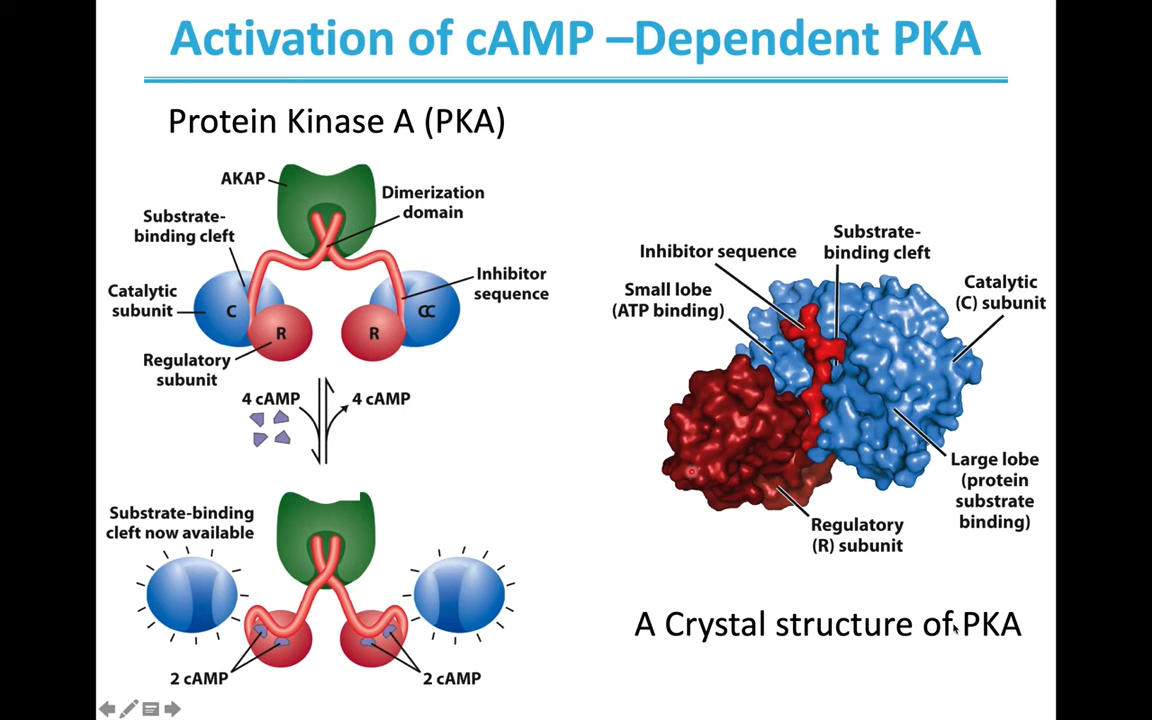 Activation of cAMP –Dependent PKA
Protein Kinase A (PKA)
AKAP
Dimerization
domain
Substrate-
binding cleft
Inhibitor
sequence
Catalytic
subunit
C
CC
R
R
Regulatory
subunit
4 cAMP
4 cAMP
Substrate-binding
cleft now available
2 cAMP
2 cAMP
Inhibitor sequence
Substrate-
binding cleft
Small lobe
(ATP binding)
Catalytic
(C) subunit
Large lobe
(protein
substrate
binding)
Regulatory
(R) subunit
A Crystal structure of PKA